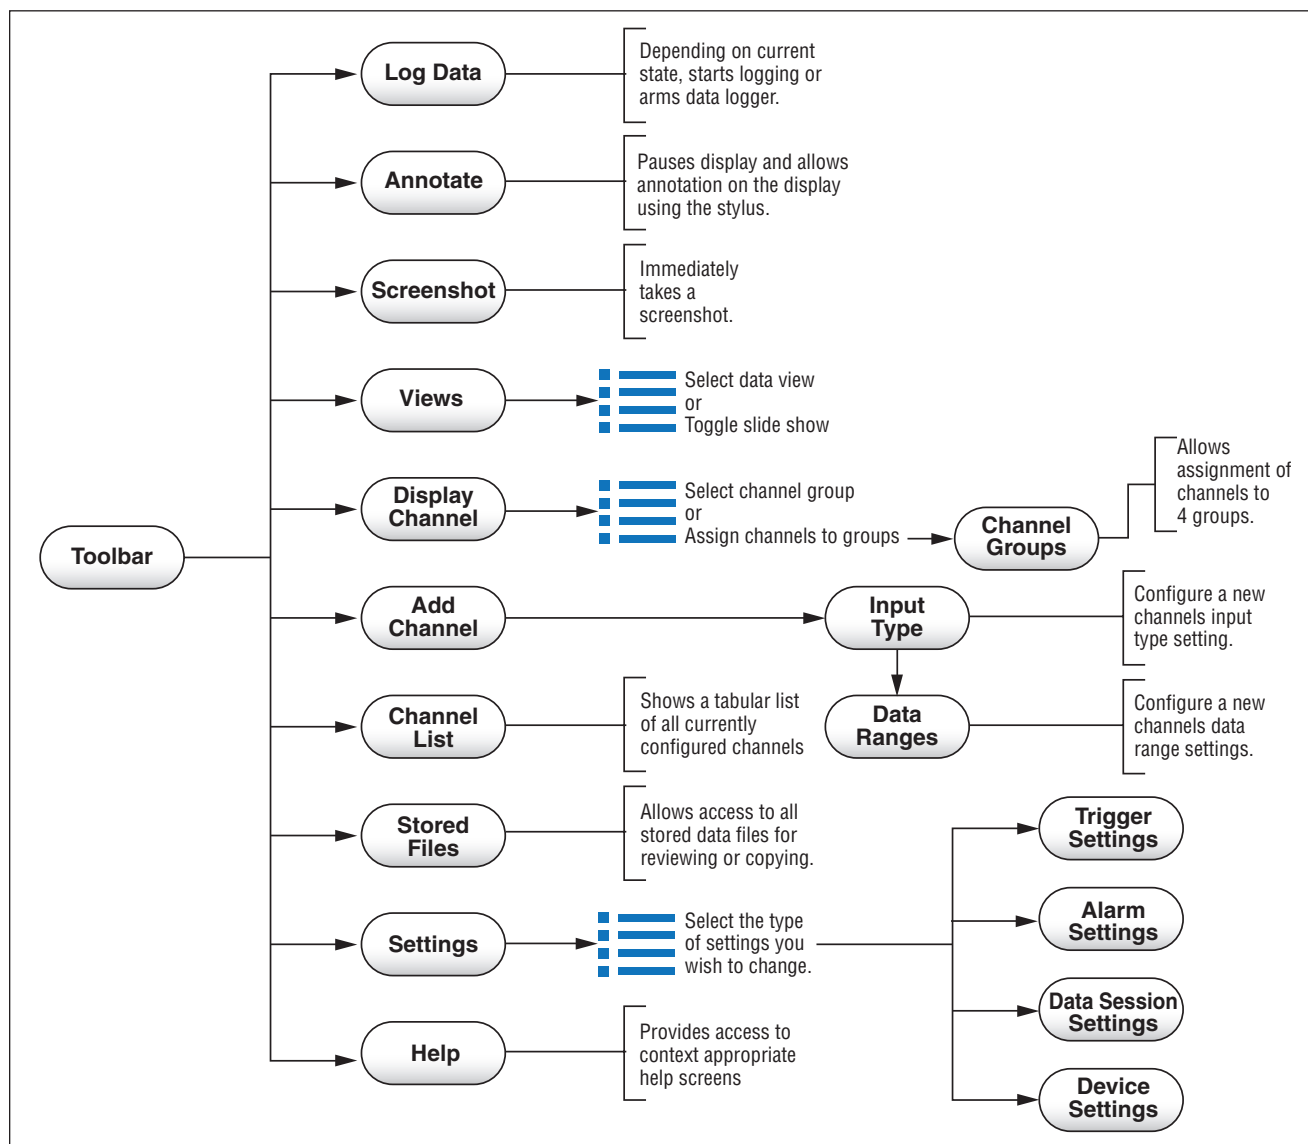 Log Data
Depending on current
state, starts logging or
arms data logger.
Annotate
Pauses display and allows
annotation on the display
using the stylus.
Screenshot
Immediately
takes a
screenshot.
Views
Select data view
or
Toggle slide show
Display
Channel
Select channel group
or
Assign channels to groups
Channel
Groups
Allows
assignment of
channels to
4 groups.
Toolbar
Add
Channel
Input
Type
Configure a new
channels input
type setting.
Channel
List
Shows a tabular list
of all currently
configured channels
Data
Ranges
Configure a new
channels data
range settings.
Stored
Files
Allows access to all
stored data files for
reviewing or copying.
Settings
Select the type
of settings you
wish to change.
Trigger
Settings
Alarm
Settings
Data Session
Settings
Device
Settings
Help
Provides access to
context appropriate
help screens